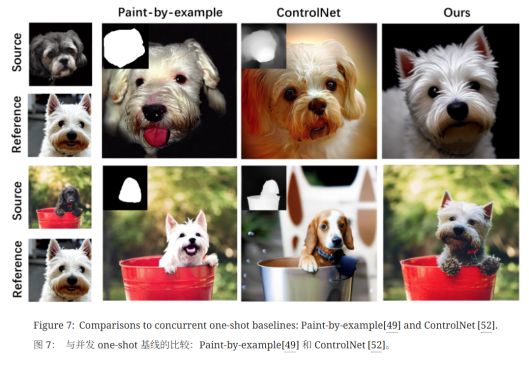 Paint-by-example ControlNet Ours
Source
Reference
Source
Reference
Figure 7: Comparisons to concurrent one-shot baselines: Paint-by-example[49] and ControlNet [52].
图 7： 与并发 one-shot 基线的比较：Paint-by-example[49] 和 ControlNet [52]。